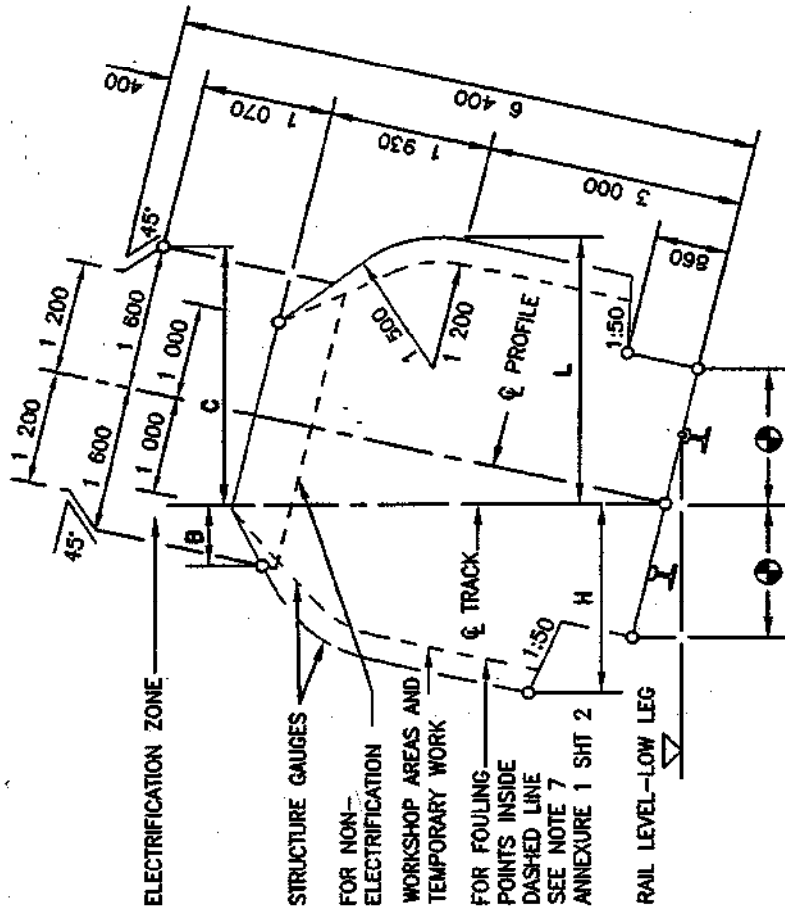 ELECTRIFICATION ZONE
STRUCTURE GAUGES
FOR NON-
ELECTRIFICATION
WORKSHOP AREAS AND
TEMPORARY WORK
FOR FOULING
POINTS INSIDE
DASHED LINE
SEE NOTE 7
ANNEXURE 1 SHT 2
RAIL LEVEL-LOW LEG
45°
1 200
1 200
1 600
1 600
1 000
1 000
45°
400
1 070
6 400
1 930
3 000
860
C
B
1 500
1 200
L
H
℄ PROFILE
℄ TRACK
1:50
1:50